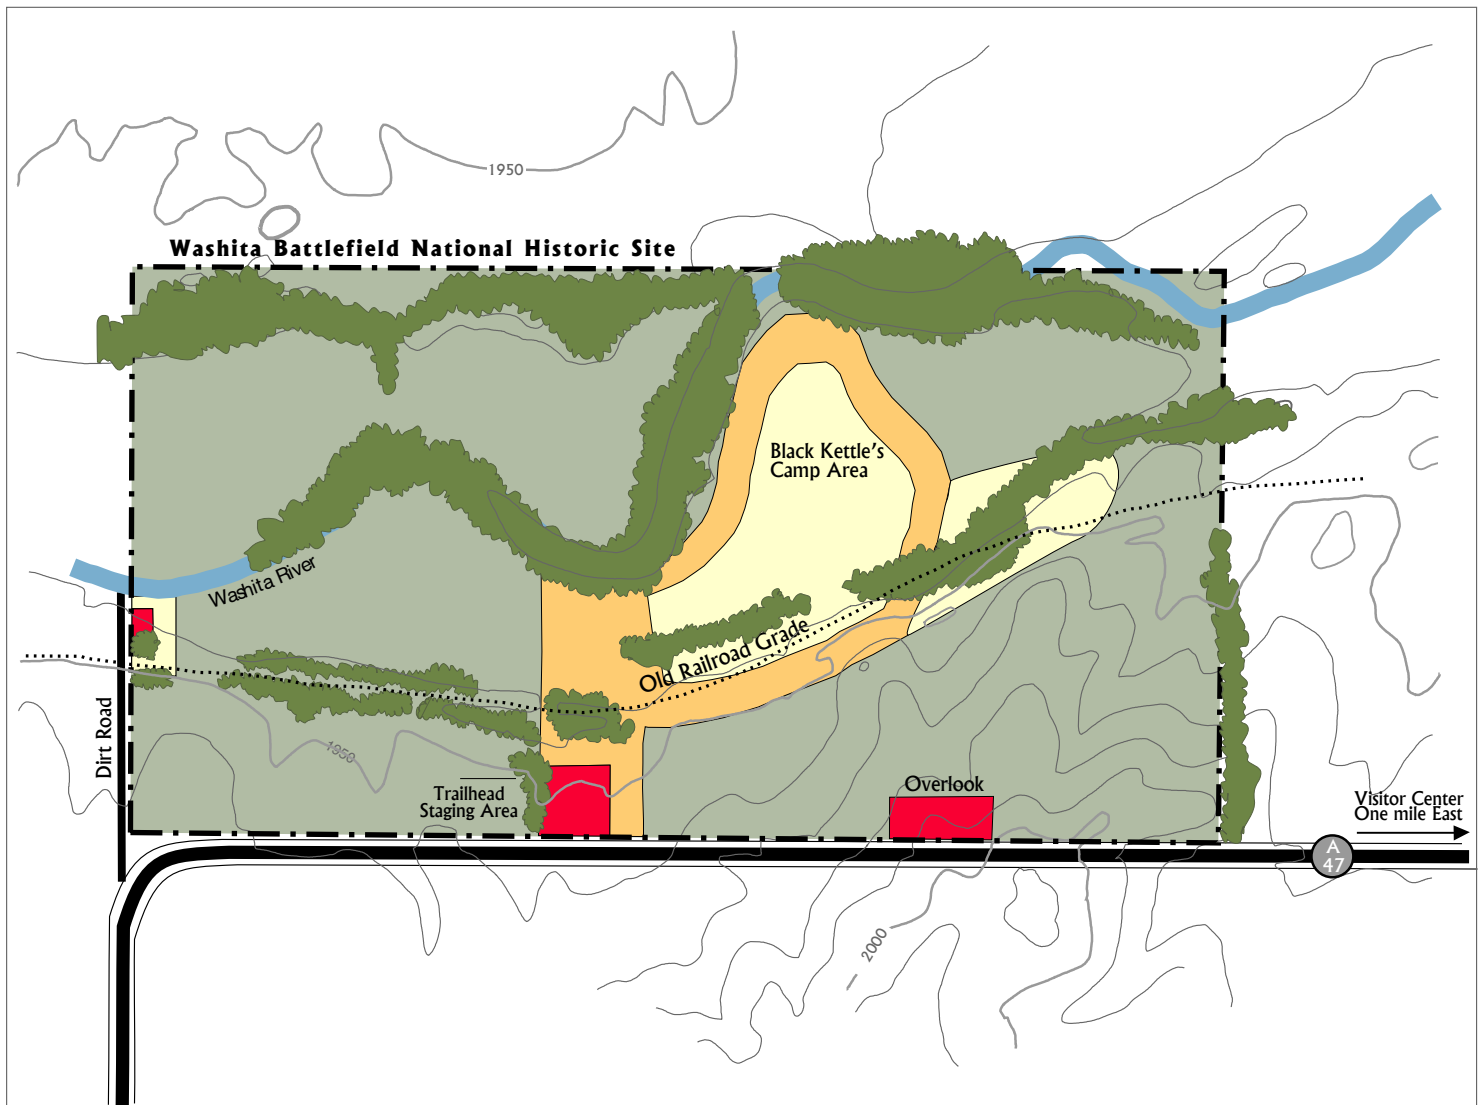 1950
Washita Battlefield National Historic Site
Black Kettle's
Camp Area
Washita River
Old Railroad Grade
Dirt Road
1950
Trailhead
Staging Area
Overlook
Visitor Center
One mile East
A
47
2000